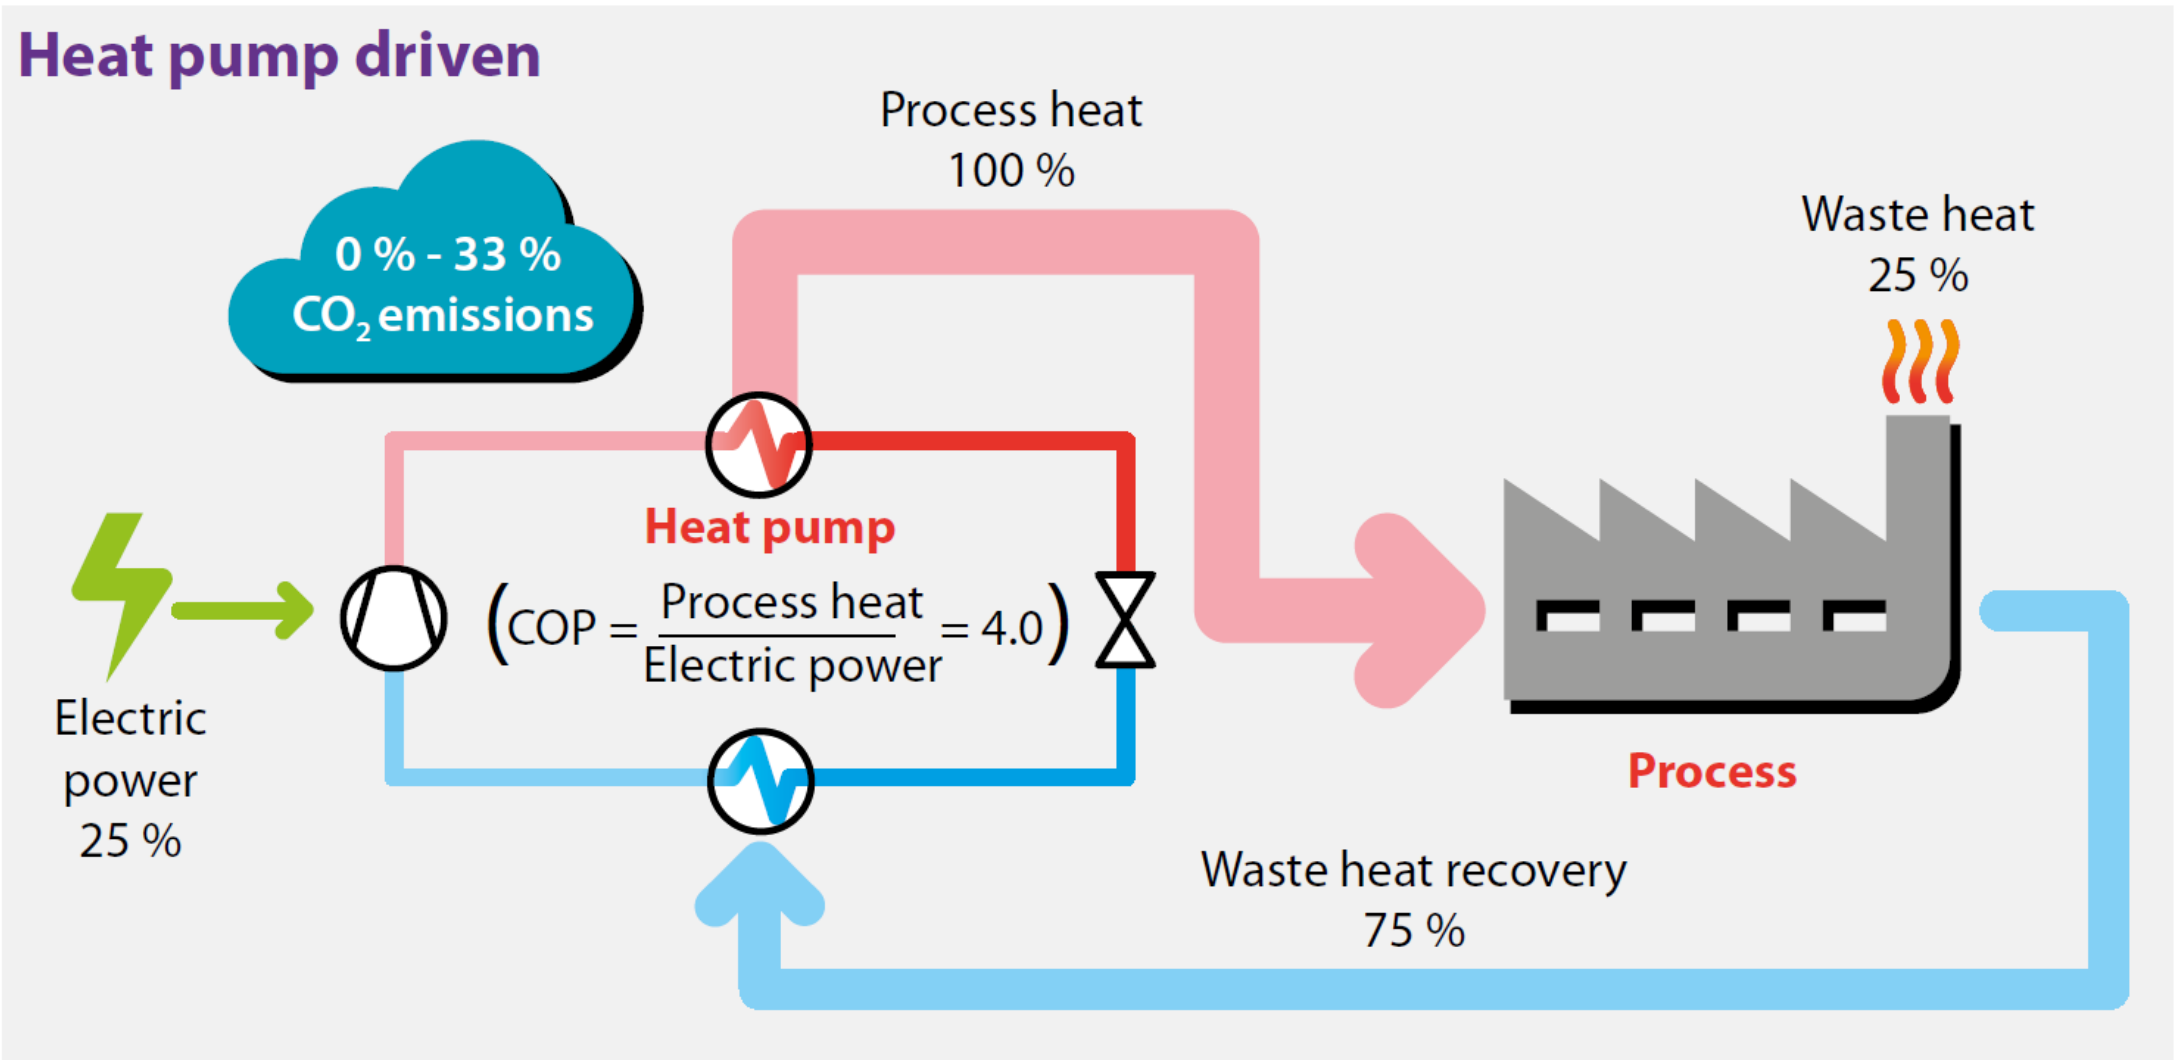 Heat pump driven
Process heat
100 %
Waste heat
25 %
0 % - 33 %
CO₂ emissions
Heat pump
(COP = Process heat / Electric power = 4.0)
Electric
power
25 %
Process
Waste heat recovery
75 %